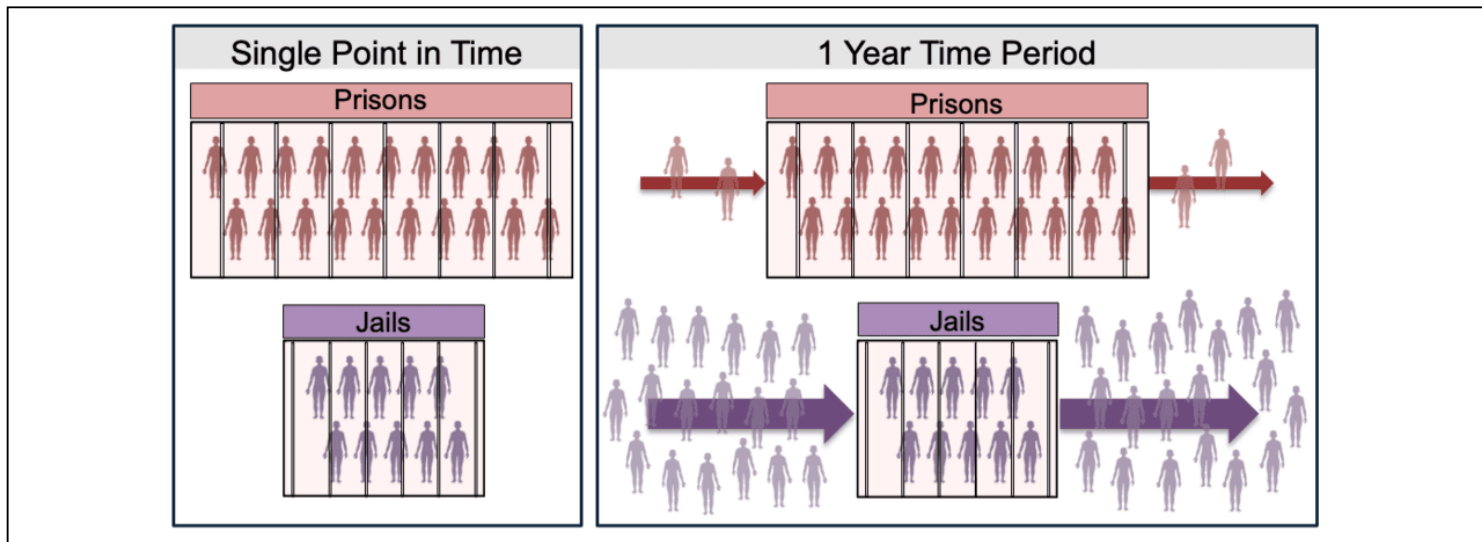 Single Point in Time
Prisons
Jails
1 Year Time Period
Prisons
Jails